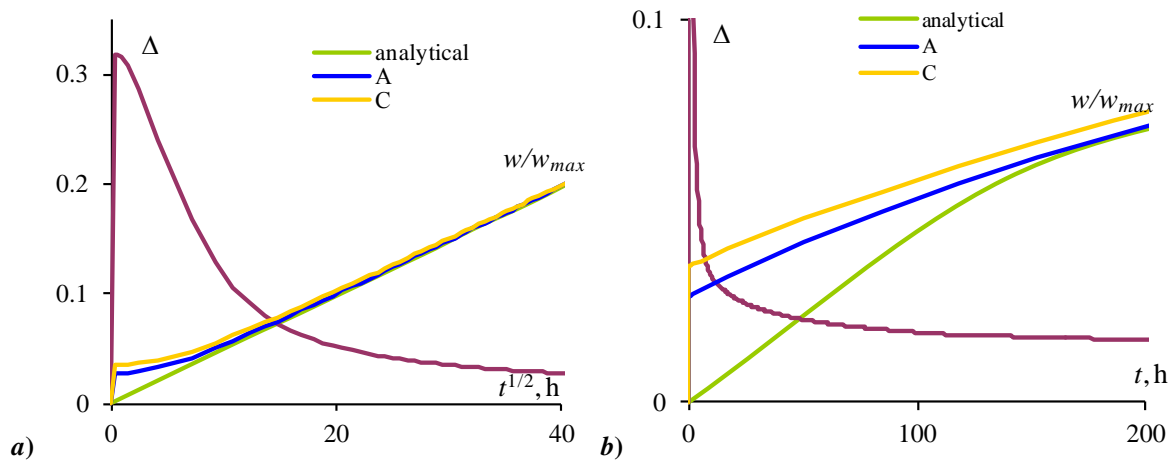 Δ
analytical
A
C
0.3
0.2
0.1
0
w/wmax
t1/2, h
0
20
40
a)
0.1
Δ
analytical
A
C
w/wmax
t, h
0
0
100
200
b)